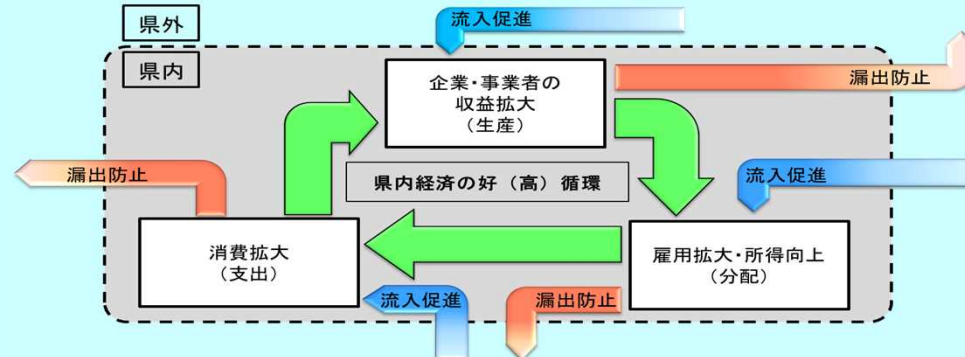 県外
流入促進
県内
企業・事業者の
収益拡大
（生産）
漏出防止
漏出防止
県内経済の好（高）循環
流入促進
消費拡大
（支出）
雇用拡大・所得向上
（分配）
流入促進
漏出防止